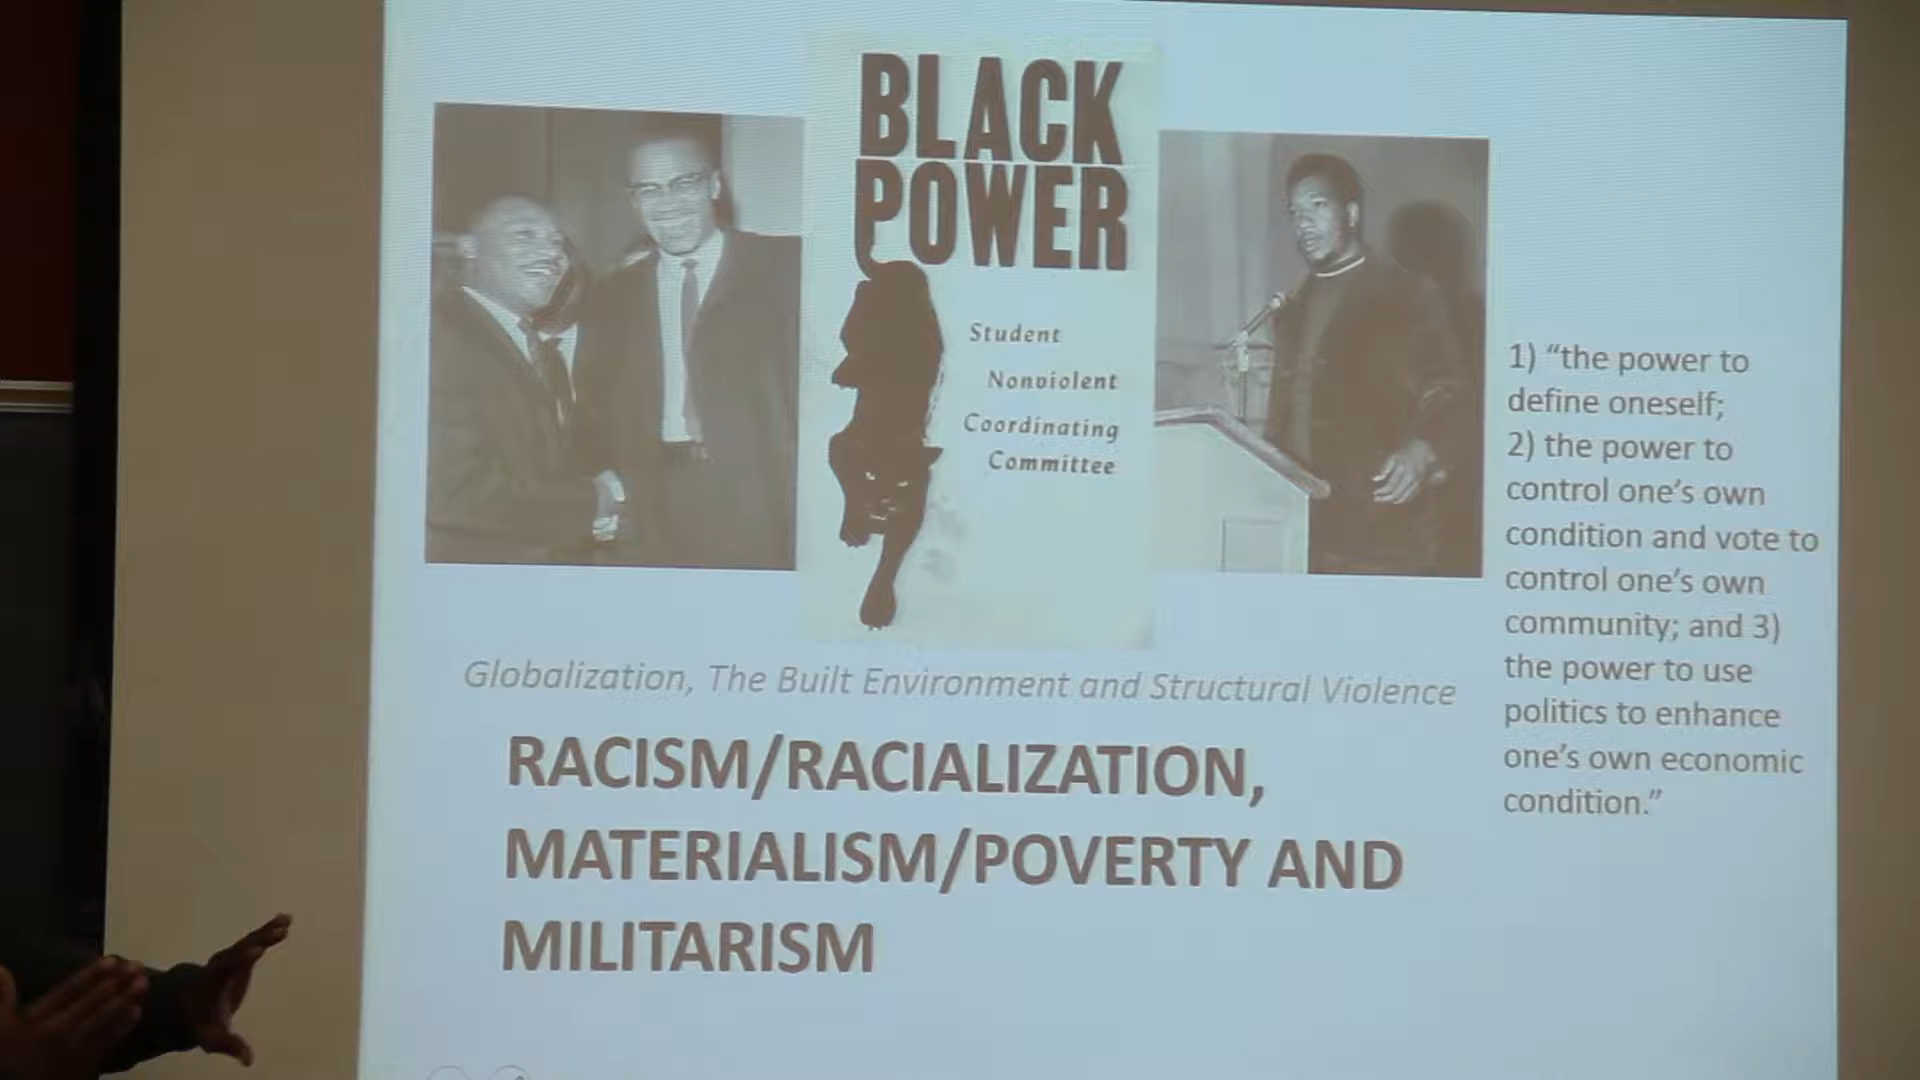 BLACK
POWER
Student
Nonviolent
Coordinating
Committee
1) “the power to
define oneself;
2) the power to
control one’s own
condition and vote to
control one’s own
community; and 3)
the power to use
politics to enhance
one’s own economic
condition.”
Globalization, The Built Environment and Structural Violence
RACISM/RACIALIZATION,
MATERIALISM/POVERTY AND
MILITARISM